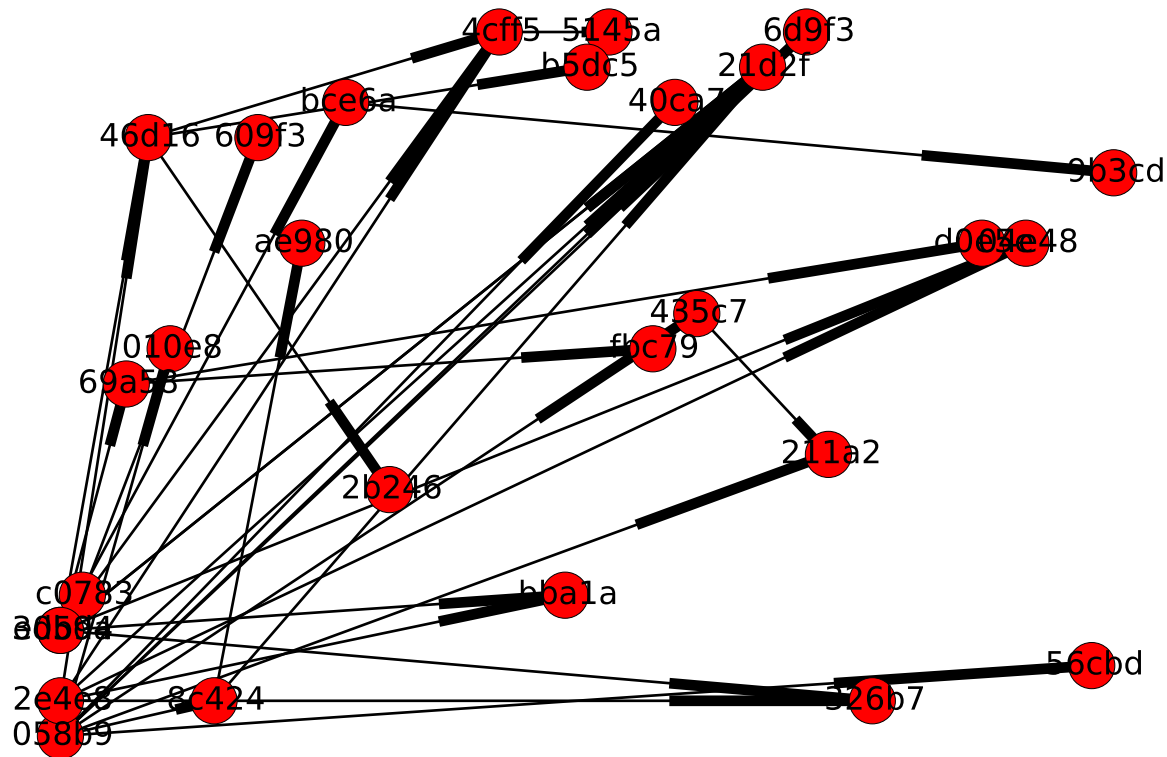 4cff5
5145a
6d9f3
b5dc5
21d2f
bce6a
40ca7
46d16
609f3
9b3cd
ae980
435c7
010e8
fbc79
69a58
211a2
2b246
c0783
bba1a
56cbd
2e4e8
8c424
326b7
058b9